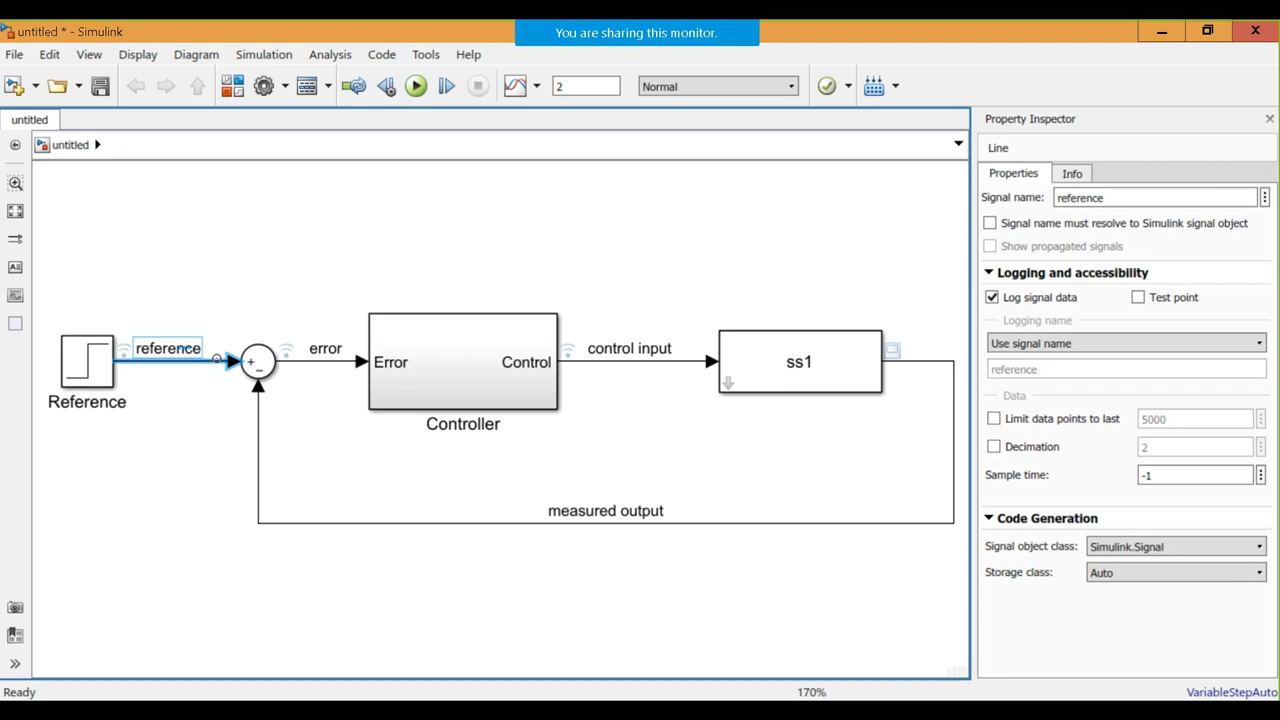 untitled * - Simulink
You are sharing this monitor.
File Edit View Display Diagram Simulation Analysis Code Tools Help
2 Normal
untitled
untitled
Property Inspector
Line
Properties Info
Signal name: reference
Signal name must resolve to Simulink signal object
Show propagated signals
Logging and accessibility
Log signal data Test point
Logging name
Use signal name
reference
Data
Limit data points to last 5000
Decimation 2
Sample time: -1
Code Generation
Signal object class: Simulink.Signal
Storage class: Auto
reference error control input
+ Error Control ss1
_
Reference
Controller
measured output
Ready 170% VariableStepAuto